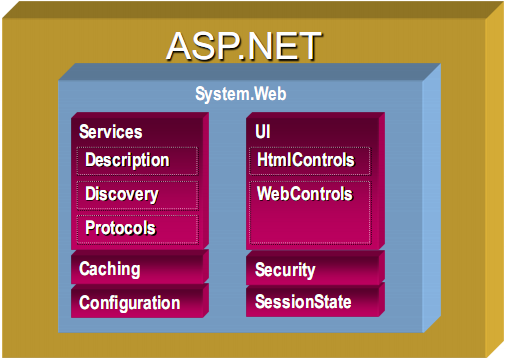 ASP.NET
System.Web
Services
Description
Discovery
Protocols
Caching
Configuration
UI
HtmlControls
WebControls
Security
SessionState